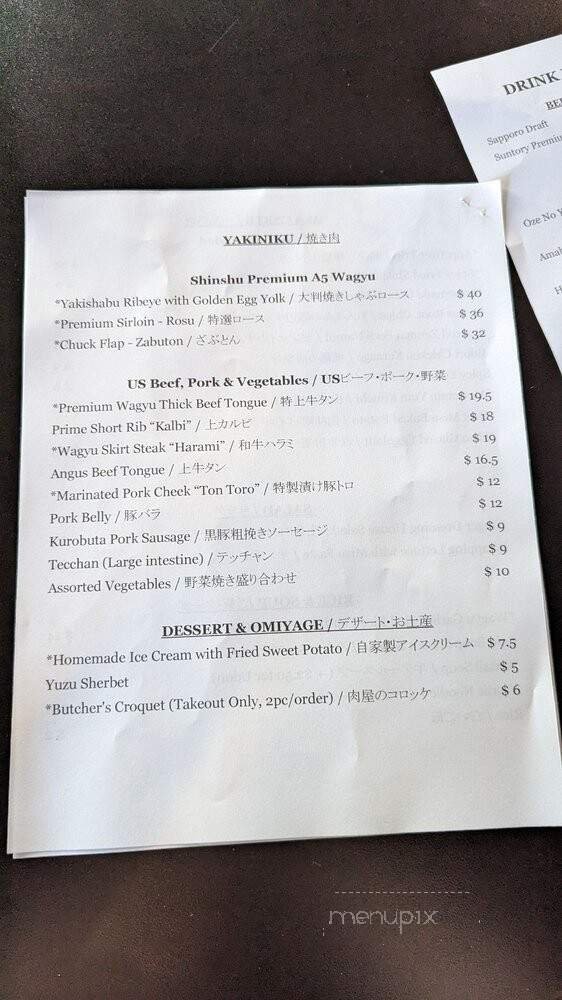 DRINK
BE
Sapporo Draft
Suntory Premiu
Oze No Y
Amab
H
YAKINIKU / 焼き肉
Shinshu Premium A5 Wagyu
*Yakishabu Ribeye with Golden Egg Yolk / 大判焼きしゃぶロース $ 40
*Premium Sirloin - Rosu / 特選ロース $ 36
*Chuck Flap - Zabuton / ざぶとん $ 32
US Beef, Pork & Vegetables / USビーフ・ポーク・野菜
*Premium Wagyu Thick Beef Tongue / 特上牛タン $ 19.5
Prime Short Rib “Kalbi” / 上カルビ $ 18
*Wagyu Skirt Steak “Harami” / 和牛ハラミ $ 19
Angus Beef Tongue / 上牛タン $ 16.5
*Marinated Pork Cheek “Ton Toro” / 特製漬け豚トロ $ 12
Pork Belly / 豚バラ $ 12
Kurobuta Pork Sausage / 黒豚粗挽きソーセージ $ 9
Tecchan (Large intestine) / テッチャン $ 9
Assorted Vegetables / 野菜焼き盛り合わせ $ 10
DESSERT & OMIYAGE / デザート・お土産
*Homemade Ice Cream with Fried Sweet Potato / 自家製アイスクリーム $ 7.5
Yuzu Sherbet $ 5
*Butcher's Croquet (Takeout Only, 2pc/order) / 肉屋のコロッケ $ 6
menupix